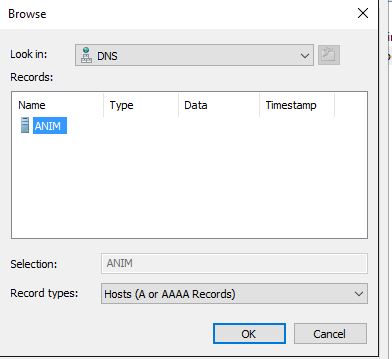 Browse
Look in: DNS
Records:
Name Type Data Timestamp
ANIM
Selection: ANIM
Record types: Hosts (A or AAAA Records)
OK Cancel